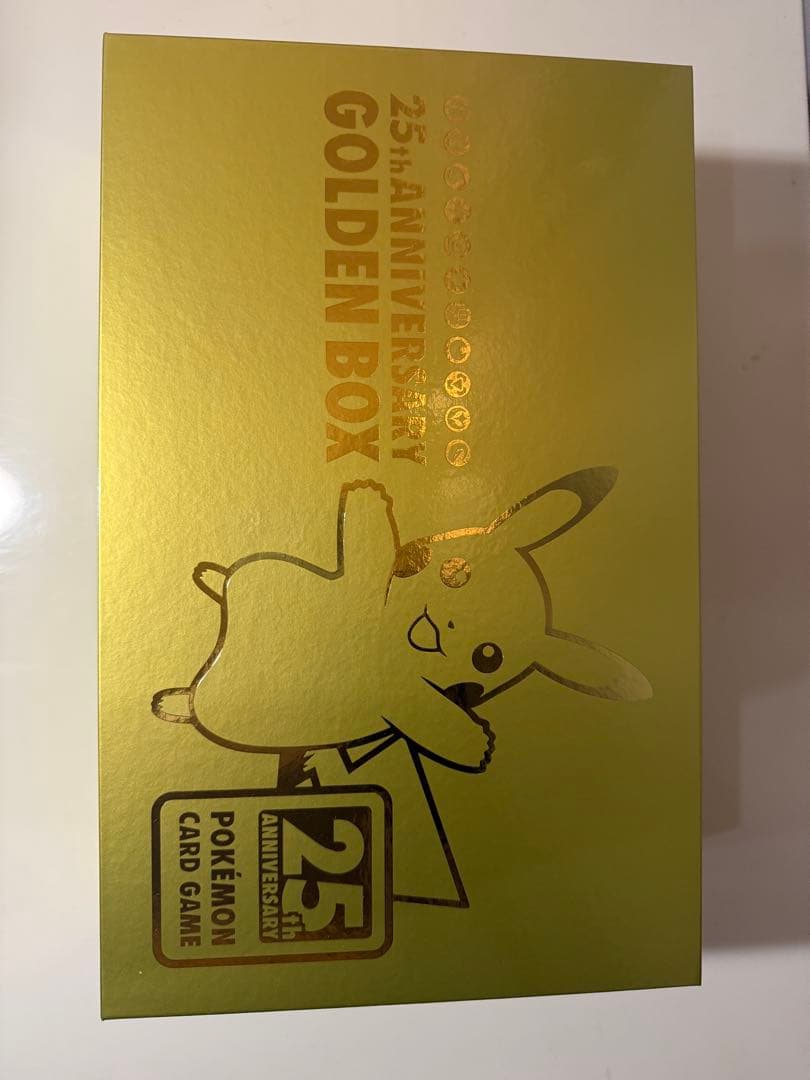 25th ANNIVERSARY
GOLDEN BOX
25th
ANNIVERSARY
POKÉMON
CARD GAME